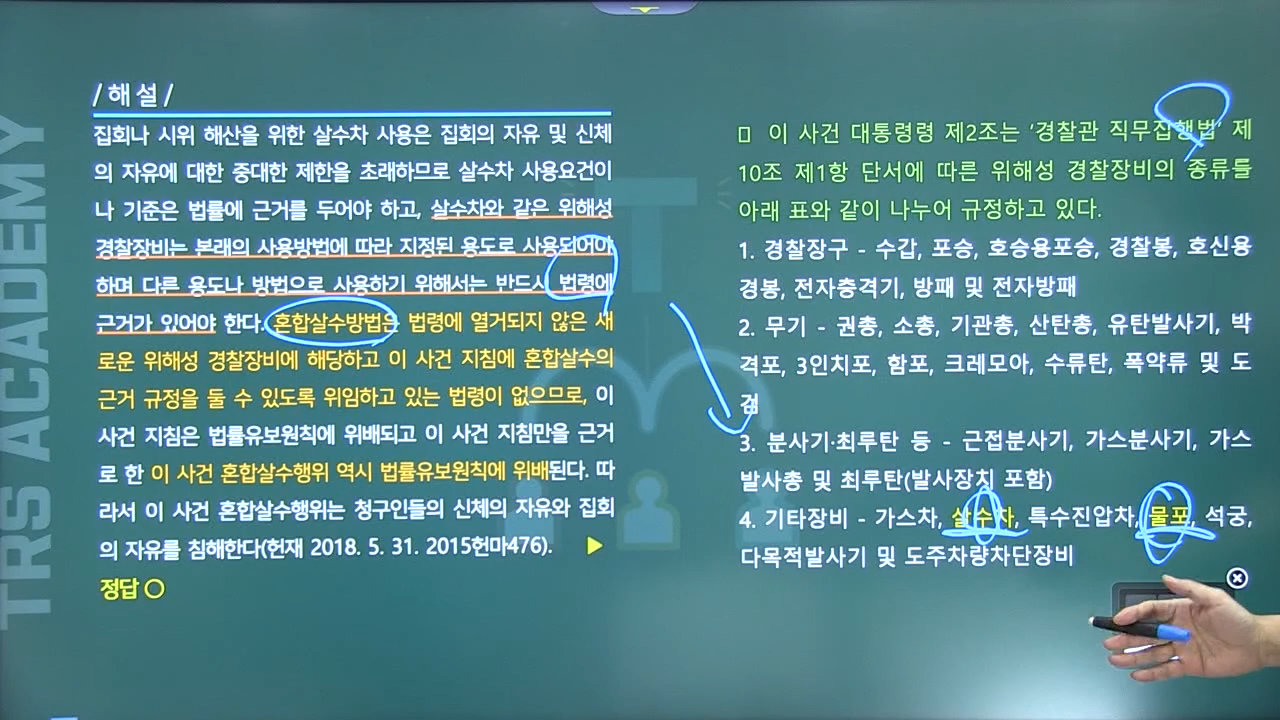 TRS ACADEMY
/ 해 설 /
집회나 시위 해산을 위한 살수차 사용은 집회의 자유 및 신체
의 자유에 대한 중대한 제한을 초래하므로 살수차 사용요건이
나 기준은 법률에 근거를 두어야 하고, 살수차와 같은 위해성
경찰장비는 본래의 사용방법에 따라 지정된 용도로 사용되어야
하며 다른 용도나 방법으로 사용하기 위해서는 반드시 법령에
근거가 있어야 한다. 혼합살수방법은 법령에 열거되지 않은 새
로운 위해성 경찰장비에 해당하고 이 사건 지침에 혼합살수의
근거 규정을 둘 수 있도록 위임하고 있는 법령이 없으므로, 이
사건 지침은 법률유보원칙에 위배되고 이 사건 지침만을 근거
로 한 이 사건 혼합살수행위 역시 법률유보원칙에 위배된다. 따
라서 이 사건 혼합살수행위는 청구인들의 신체의 자유와 집회
의 자유를 침해한다(헌재 2018. 5. 31. 2015헌마476). ▶
정답 ○
이 사건 대통령령 제2조는 '경찰관 직무집행법' 제
10조 제1항 단서에 따른 위해성 경찰장비의 종류를
아래 표와 같이 나누어 규정하고 있다.
1. 경찰장구 - 수갑, 포승, 호송용포승, 경찰봉, 호신용
경봉, 전자충격기, 방패 및 전자방패
2. 무기 - 권총, 소총, 기관총, 산탄총, 유탄발사기, 박
격포, 3인치포, 함포, 크레모아, 수류탄, 폭약류 및 도
검
3. 분사기·최루탄 등 - 근접분사기, 가스분사기, 가스
발사총 및 최루탄(발사장치 포함)
4. 기타장비 - 가스차, 살수차, 특수진압차, 물포, 석궁,
다목적발사기 및 도주차량차단장비